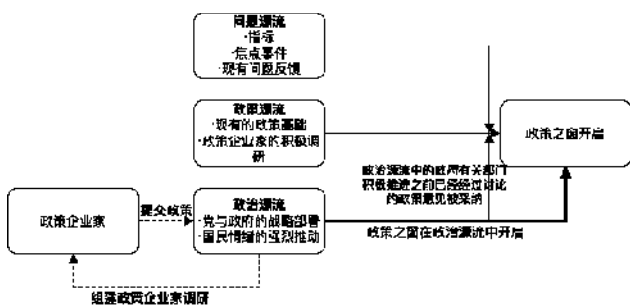 问题源流
·指标
·焦点事件
·现有问题反馈
政策源流
·现有的政策基础
·政策企业家的积极调
研
政策之窗开启
政治源流中的政府有关部门
积极推进之前已经经过讨论
的政策意见被采纳
政治源流
·党与政府的战略部署
·国民情绪的强烈推动
政策企业家
提交政策
政策之窗在政治源流中开启
组建政策企业家调研